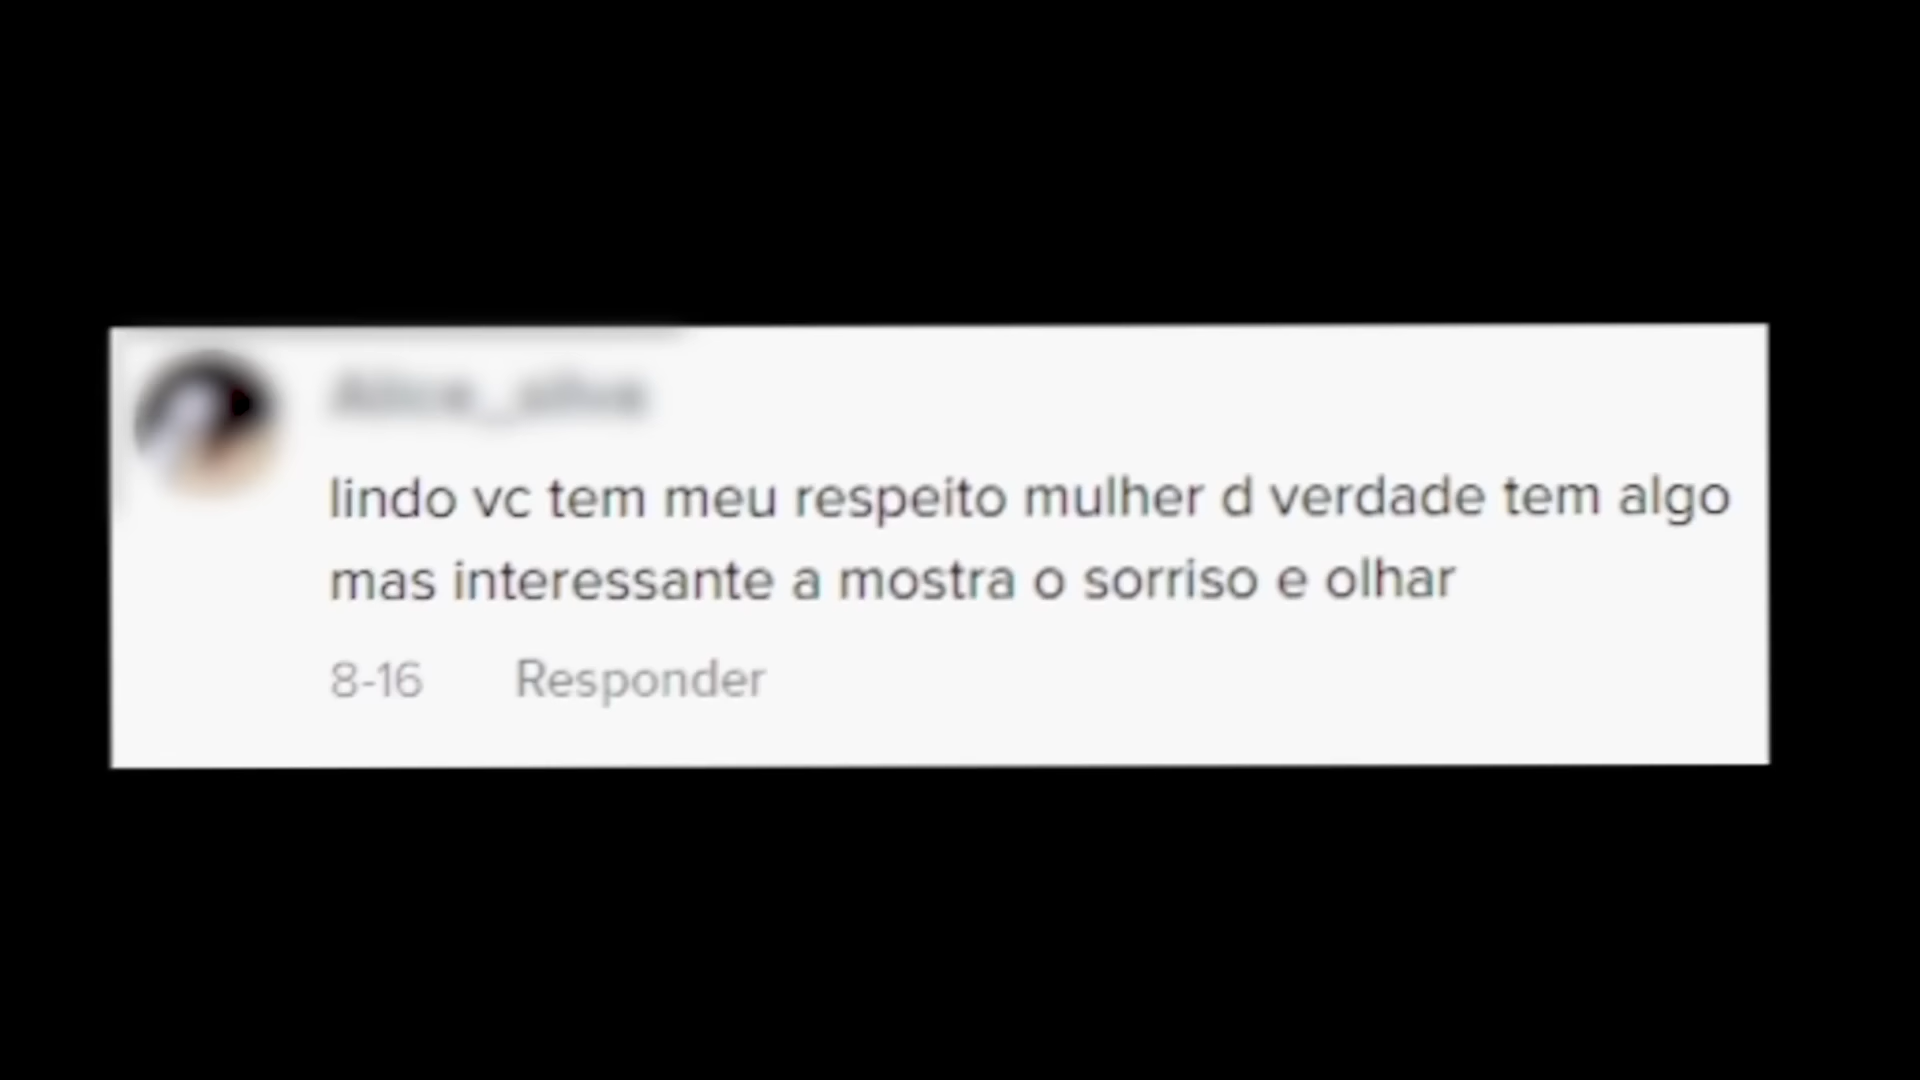 lindo vc tem meu respeito mulher d verdade tem algo
mas interessante a mostra o sorriso e olhar
8-16 Responder